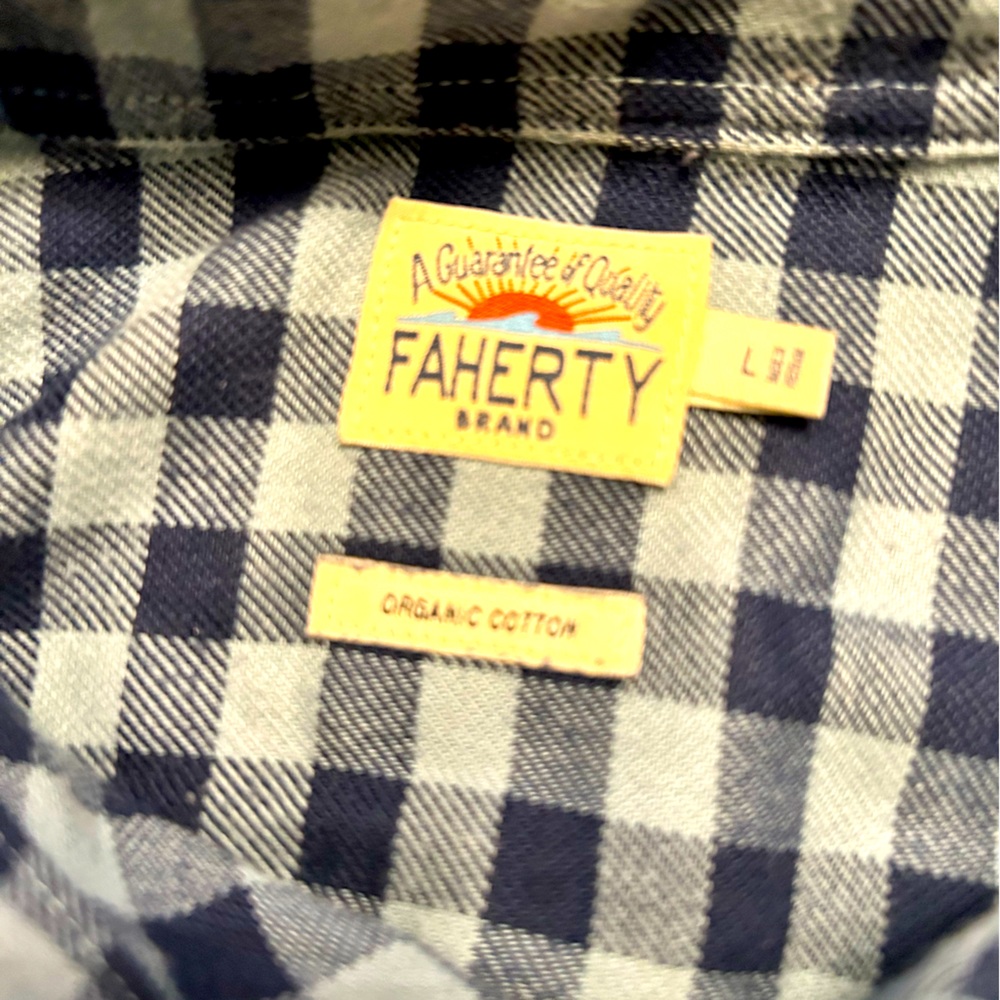 A Guarantee of Quality
FAHERTY
BRAND
L
ORGANIC COTTON